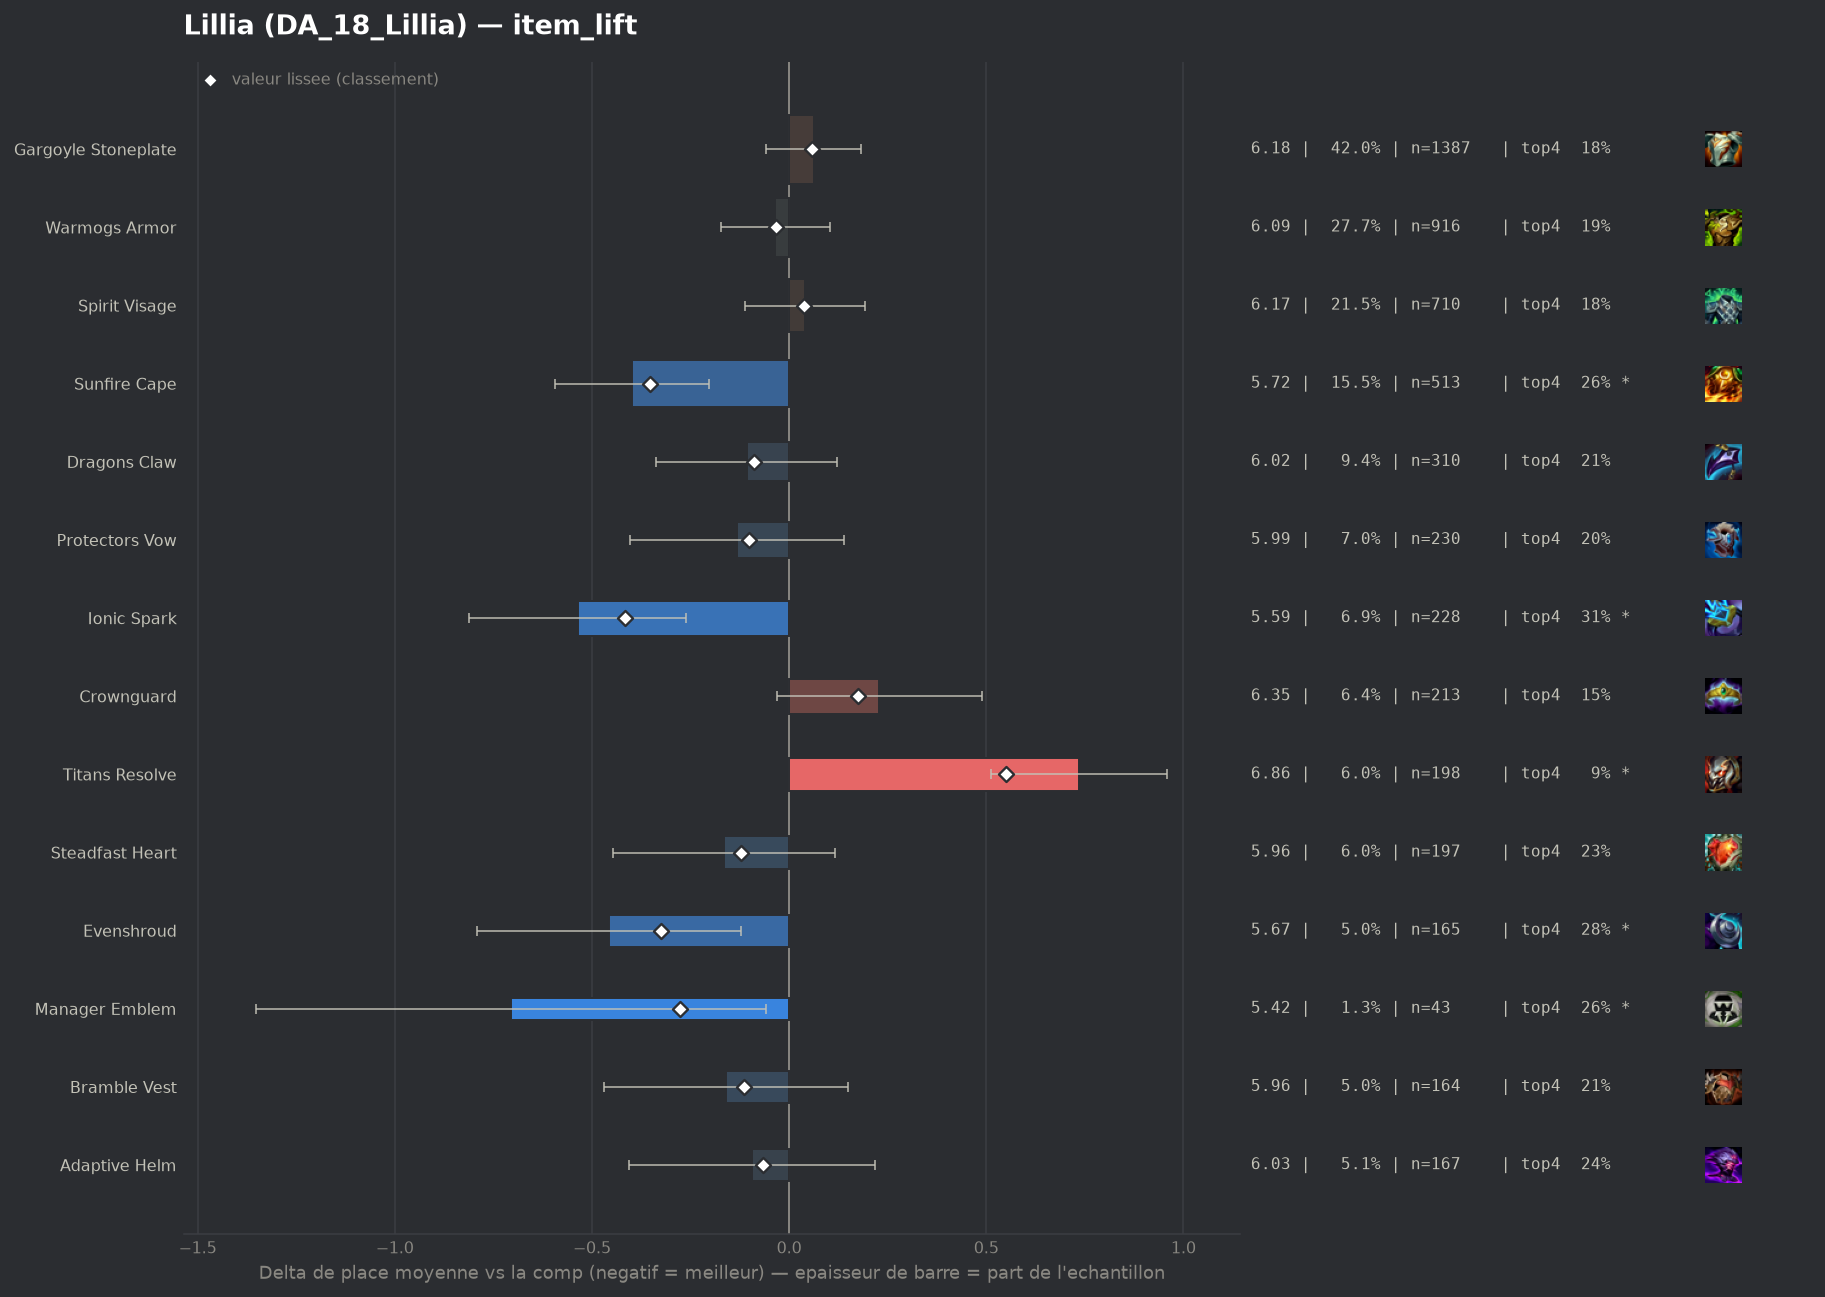 Lillia (DA_18_Lillia) — item_lift
valeur lissee (classement)
Gargoyle Stoneplate 6.18 | 42.0% | n=1387 | top4 18%
Warmogs Armor 6.09 | 27.7% | n=916 | top4 19%
Spirit Visage 6.17 | 21.5% | n=710 | top4 18%
Sunfire Cape 5.72 | 15.5% | n=513 | top4 26% *
Dragons Claw 6.02 | 9.4% | n=310 | top4 21%
Protectors Vow 5.99 | 7.0% | n=230 | top4 20%
Ionic Spark 5.59 | 6.9% | n=228 | top4 31% *
Crownguard 6.35 | 6.4% | n=213 | top4 15%
Titans Resolve 6.86 | 6.0% | n=198 | top4 9% *
Steadfast Heart 5.96 | 6.0% | n=197 | top4 23%
Evenshroud 5.67 | 5.0% | n=165 | top4 28% *
Manager Emblem 5.42 | 1.3% | n=43 | top4 26% *
Bramble Vest 5.96 | 5.0% | n=164 | top4 21%
Adaptive Helm 6.03 | 5.1% | n=167 | top4 24%
−1.5 −1.0 −0.5 0.0 0.5 1.0
Delta de place moyenne vs la comp (negatif = meilleur) — epaisseur de barre = part de l'echantillon